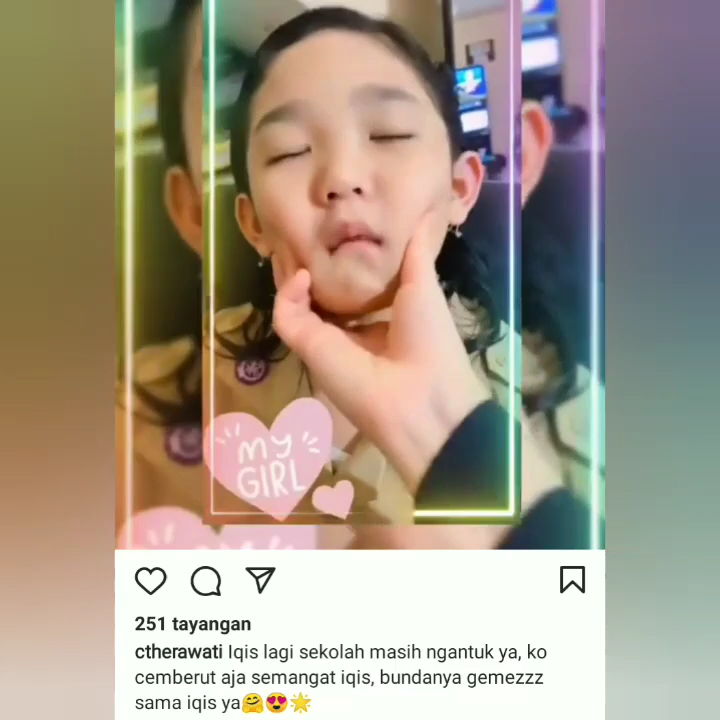 MY
GIRL
251 tayangan
ctherawati Iqis lagi sekolah masih ngantuk ya, ko
cemberut aja semangat iqis, bundanya gemezzz
sama iqis ya🤗😍🌟